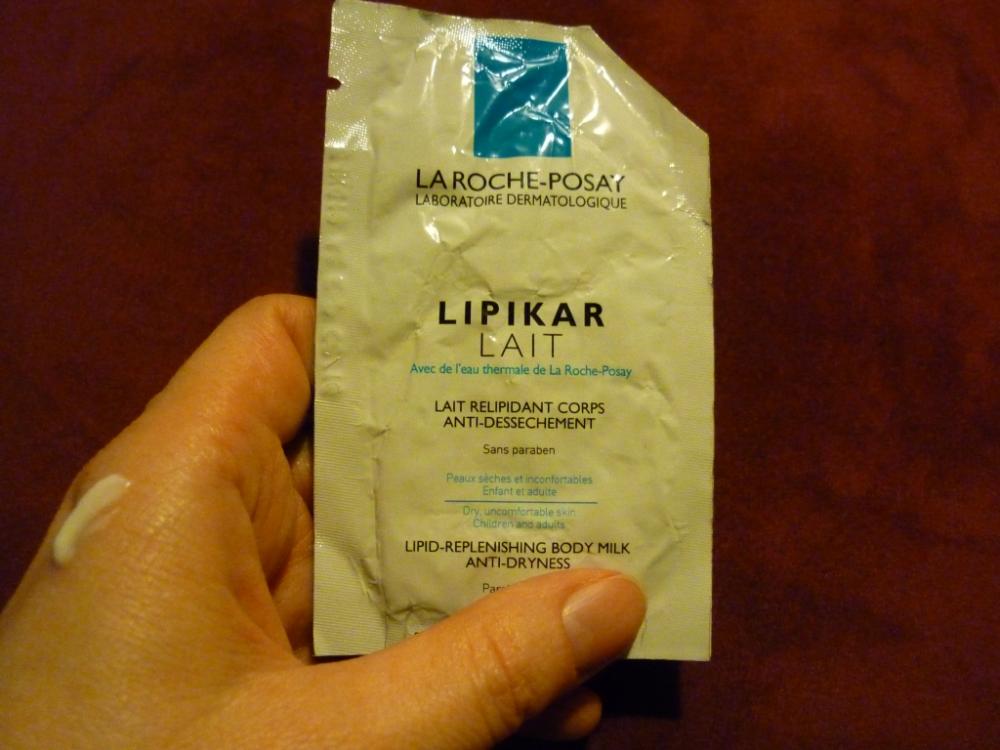 LA ROCHE-POSAY
LABORATOIRE DERMATOLOGIQUE
LIPIKAR
LAIT
Avec de l'eau thermale de La Roche-Posay
LAIT RELIPIDANT CORPS
ANTI-DESSECHEMENT
Sans paraben
Peaux sèches et inconfortables
Enfant et adulte
Dry, uncomfortable skin
Children and adults
LIPID-REPLENISHING BODY MILK
ANTI-DRYNESS